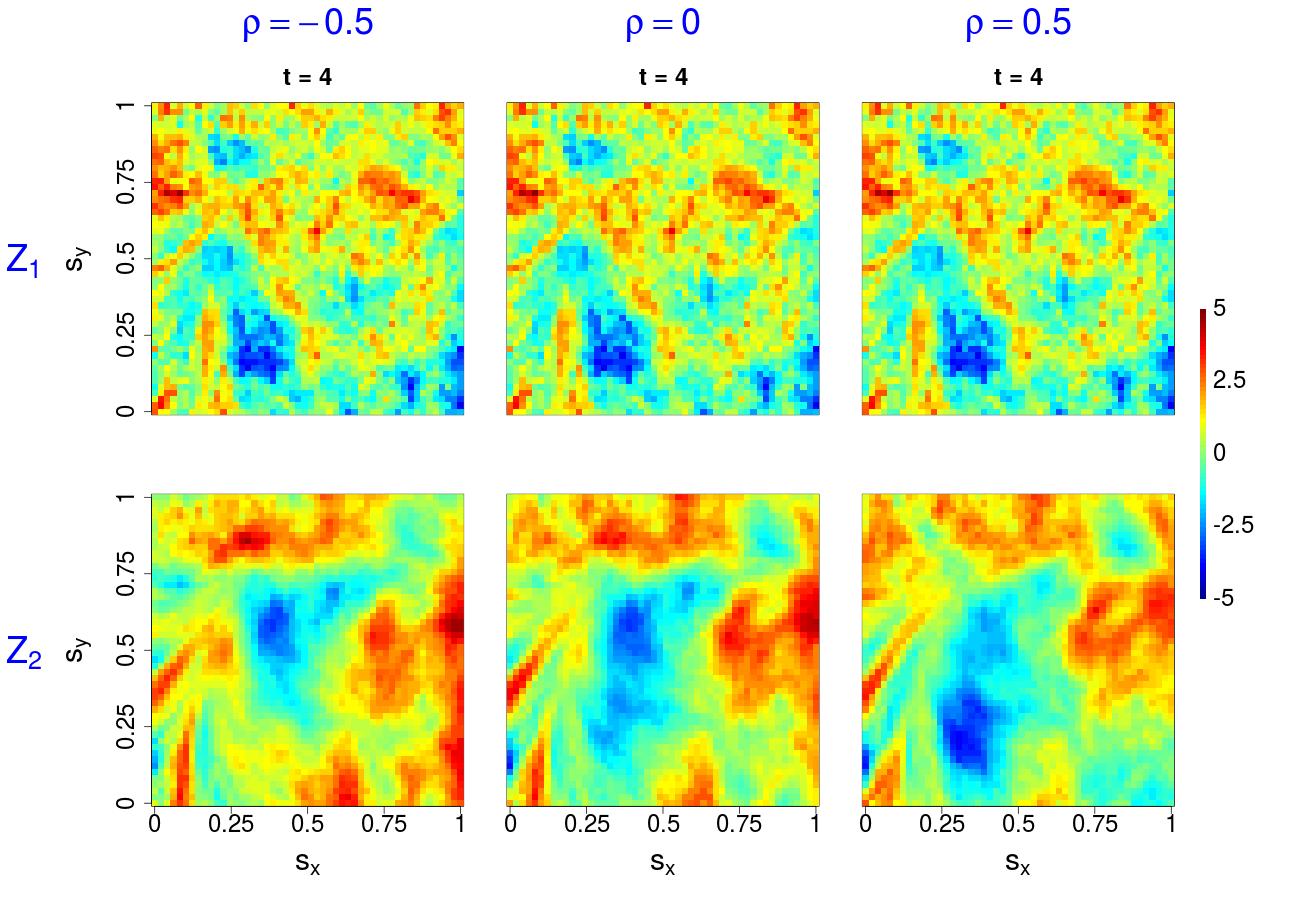 ρ = − 0.5 ρ = 0 ρ = 0.5
t = 4 t = 4 t = 4
Z1 sy 0 0.25 0.5 0.75 1
5
2.5
0
-2.5
-5
Z2 sy 0 0.25 0.5 0.75 1
0 0.25 0.5 0.75 1 0 0.25 0.5 0.75 1 0 0.25 0.5 0.75 1
sx sx sx